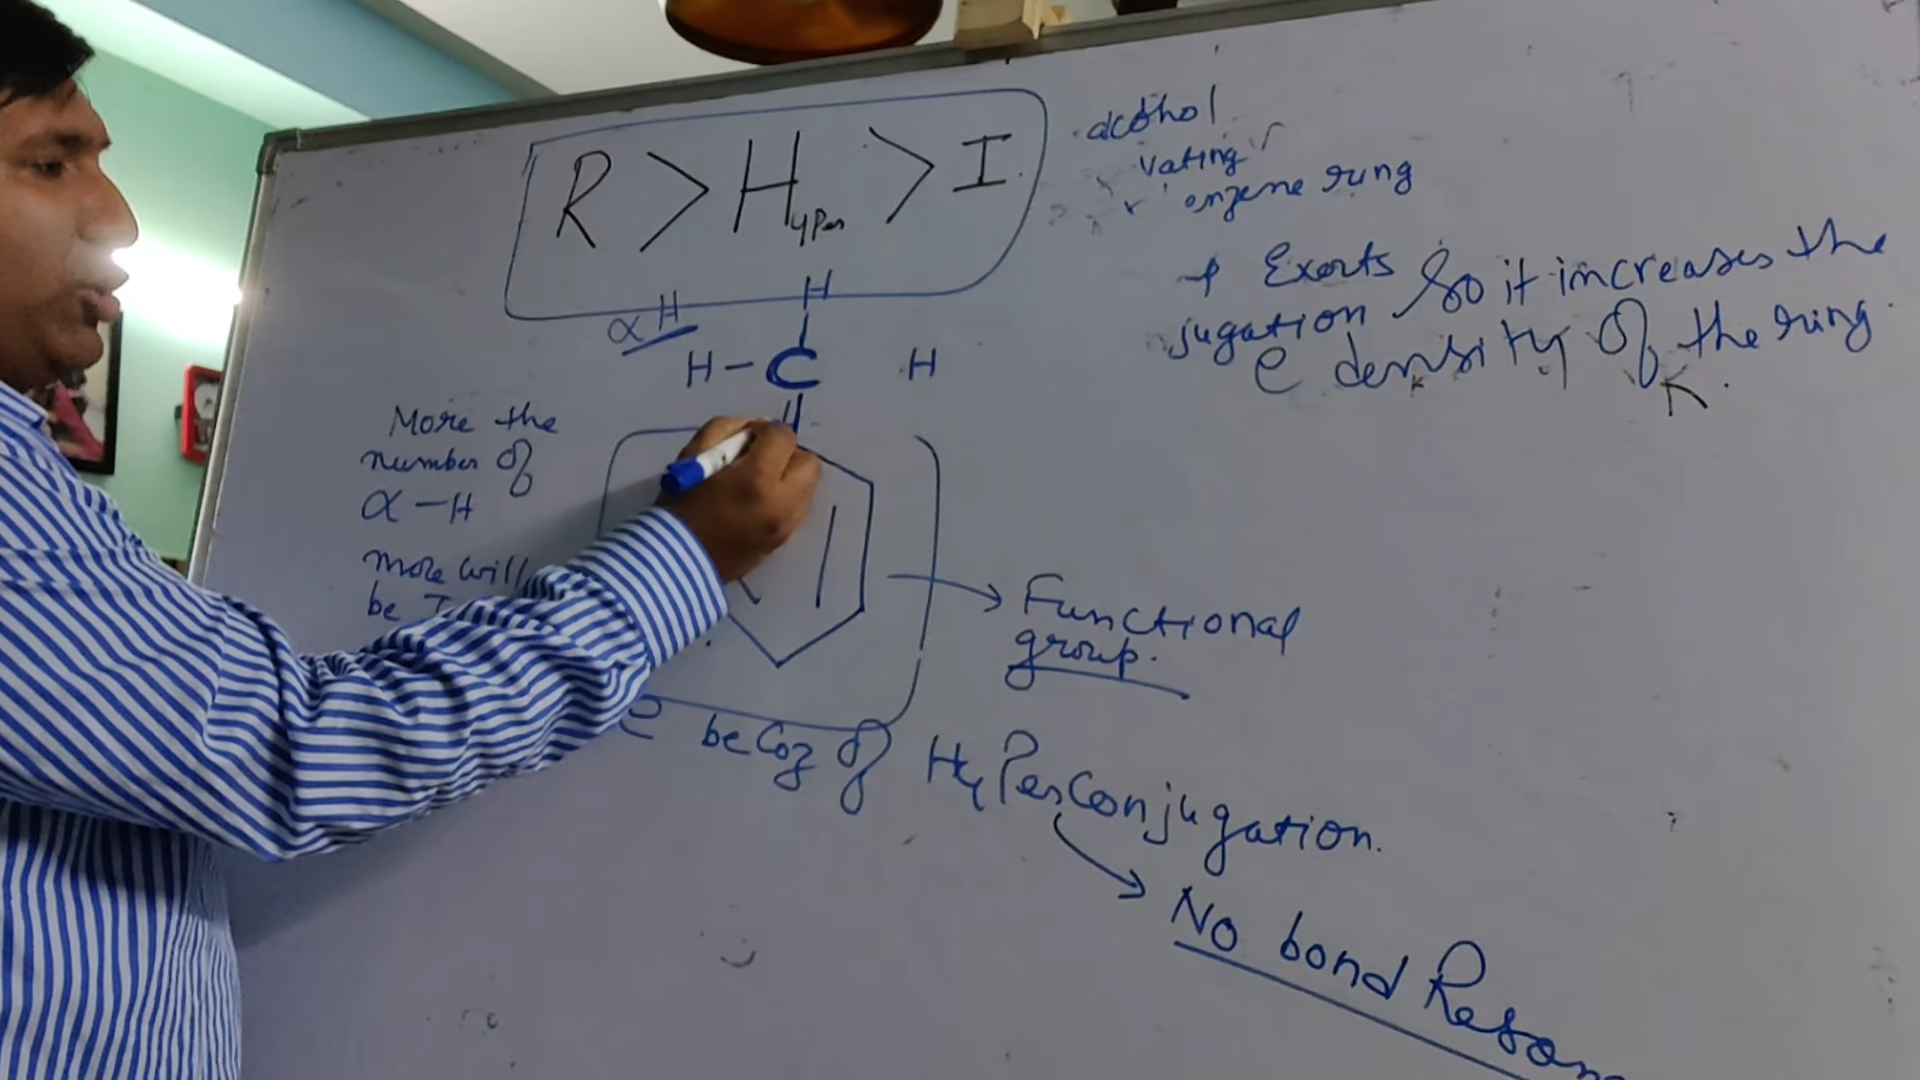 R > Hyper > I
alcohol
vating
enzene ring
+ Exerts So it increases the
jugation
e density of the ring.
α H
H
H-C H
More the
number of
α-H
more will
be
Functional
group.
e becoz of HyPerConjugation.
No bond Reson